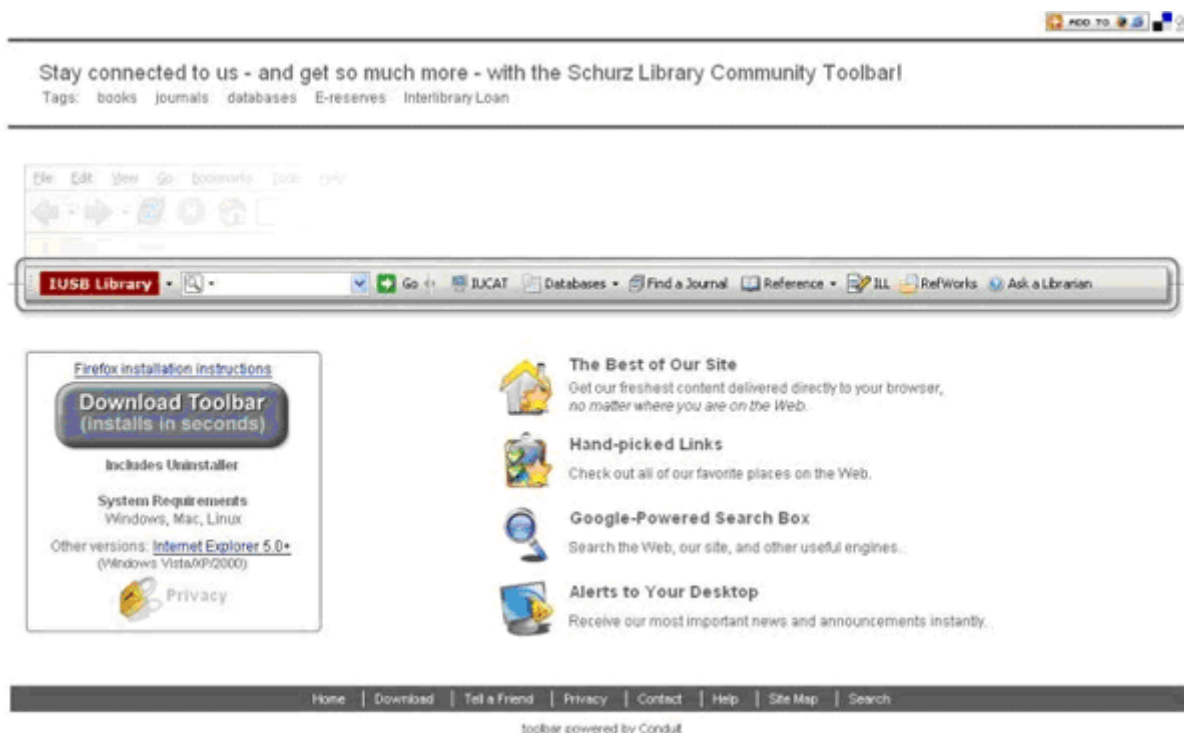 ADD TO
Stay connected to us - and get so much more - with the Schurz Library Community Toolbar!
Tags: books journals databases E-reserves Interlibrary Loan
File Edit View Go Bookmarks Tools Help
IUSB Library Go IUCAT Databases Find a Journal Reference ILL RefWorks Ask a Librarian
Firefox installation instructions
Download Toolbar
(installs in seconds)
Includes Uninstaller
System Requirements
Windows, Mac, Linux
Other versions: Internet Explorer 5.0+
(Windows Vista/XP/2000)
Privacy
The Best of Our Site
Get our freshest content delivered directly to your browser,
no matter where you are on the Web.
Hand-picked Links
Check out all of our favorite places on the Web.
Google-Powered Search Box
Search the Web, our site, and other useful engines.
Alerts to Your Desktop
Receive our most important news and announcements instantly.
Home | Download | Tell a Friend | Privacy | Contact | Help | Site Map | Search
toolbar powered by Conduit